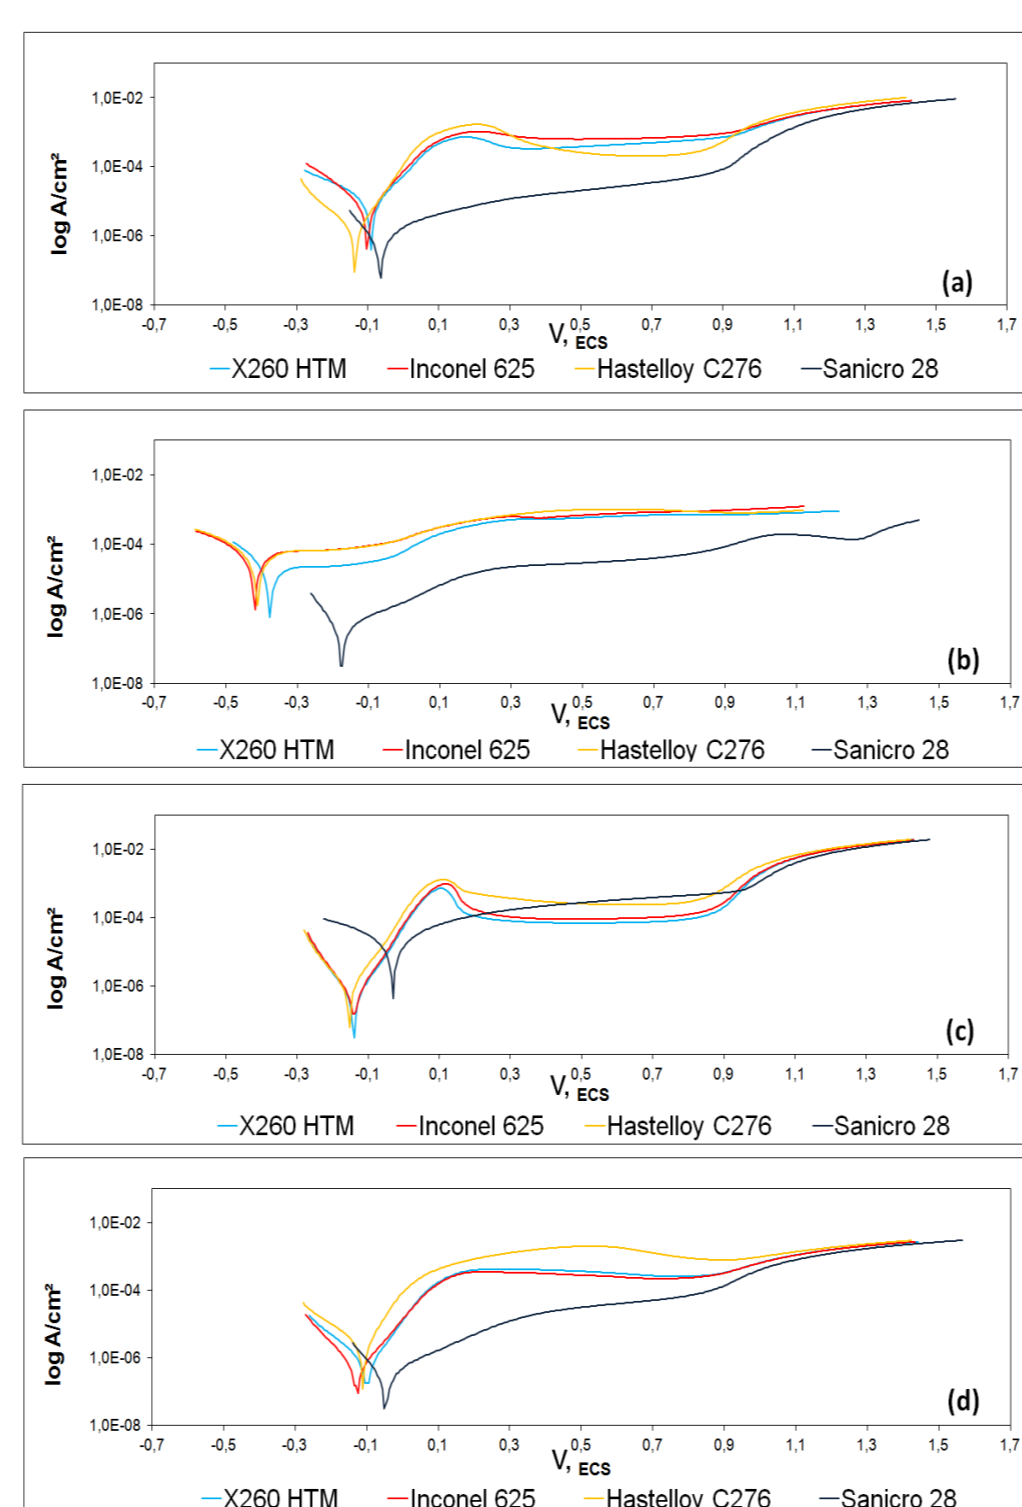 1,0E-02
1,0E-04
1,0E-06
1,0E-08
log A/cm²
(a)
-0,7 -0,5 -0,3 -0,1 0,1 0,3 0,5 0,7 0,9 1,1 1,3 1,5 1,7
V, ECS
X260 HTM Inconel 625 Hastelloy C276 Sanicro 28
1,0E-02
1,0E-04
1,0E-06
1,0E-08
log A/cm²
(b)
-0,7 -0,5 -0,3 -0,1 0,1 0,3 0,5 0,7 0,9 1,1 1,3 1,5 1,7
V, ECS
X260 HTM Inconel 625 Hastelloy C276 Sanicro 28
1,0E-02
1,0E-04
1,0E-06
1,0E-08
log A/cm²
(c)
-0,7 -0,5 -0,3 -0,1 0,1 0,3 0,5 0,7 0,9 1,1 1,3 1,5 1,7
V, ECS
X260 HTM Inconel 625 Hastelloy C276 Sanicro 28
1,0E-02
1,0E-04
1,0E-06
1,0E-08
log A/cm²
(d)
-0,7 -0,5 -0,3 -0,1 0,1 0,3 0,5 0,7 0,9 1,1 1,3 1,5 1,7
V, ECS
X260 HTM Inconel 625 Hastelloy C276 Sanicro 28